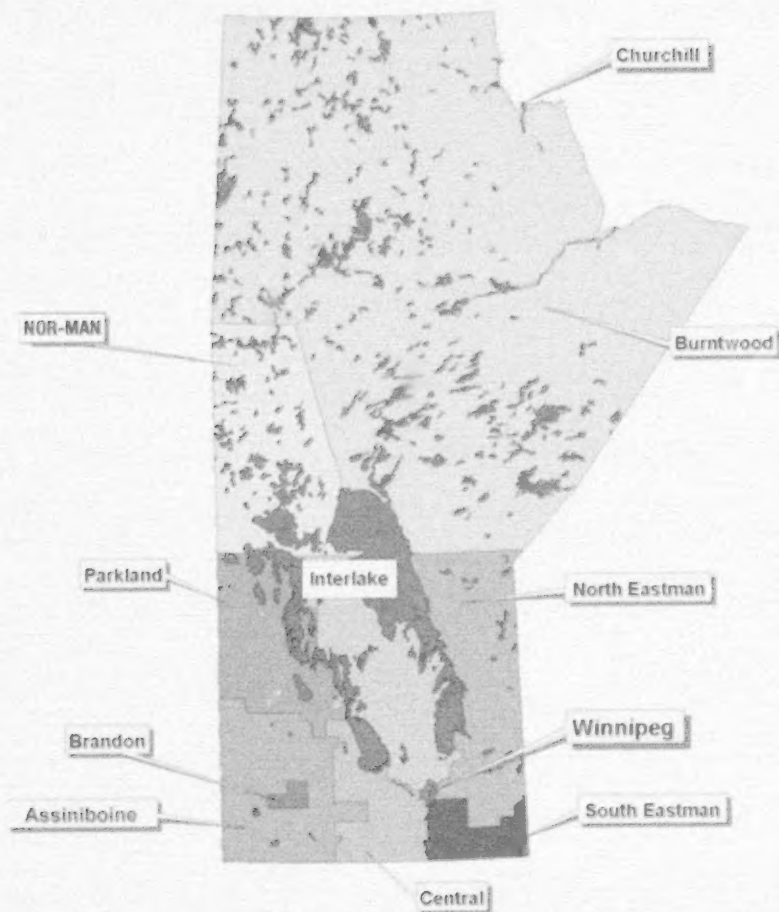 Churchill
NOR-MAN
Burntwood
Parkland
Interlake
North Eastman
Brandon
Winnipeg
Assiniboine
South Eastman
Central